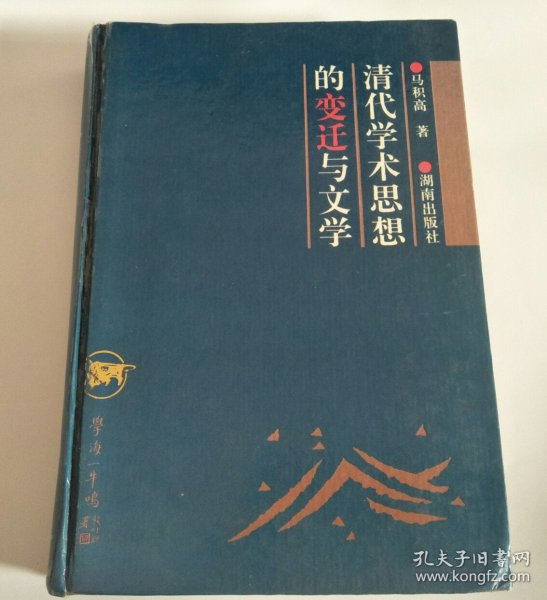 马积高 著
湖南出版社
清代学术思想
的变迁与文学
學海一牛鳴
孔夫子旧书网
www.kongfz.com